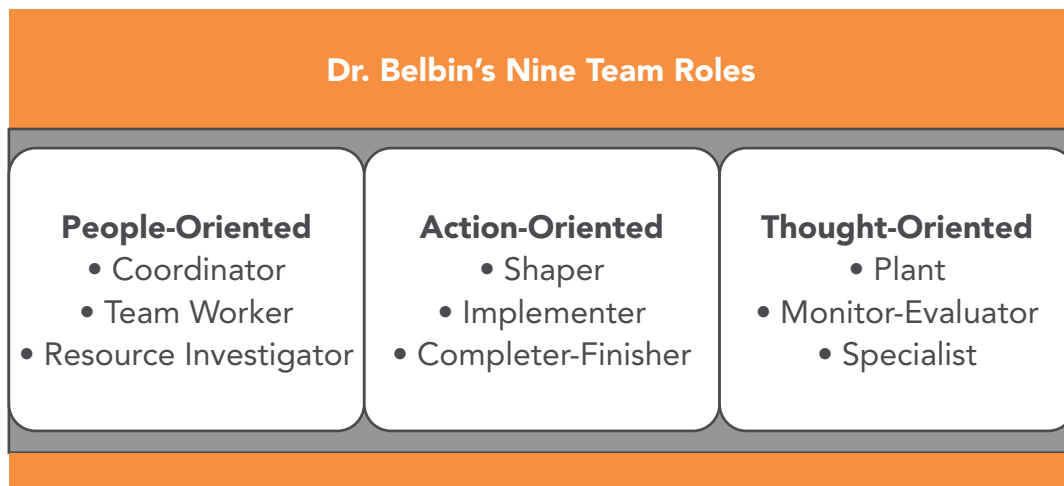 Dr. Belbin's Nine Team Roles
People-Oriented
• Coordinator
• Team Worker
• Resource Investigator
Action-Oriented
• Shaper
• Implementer
• Completer-Finisher
Thought-Oriented
• Plant
• Monitor-Evaluator
• Specialist